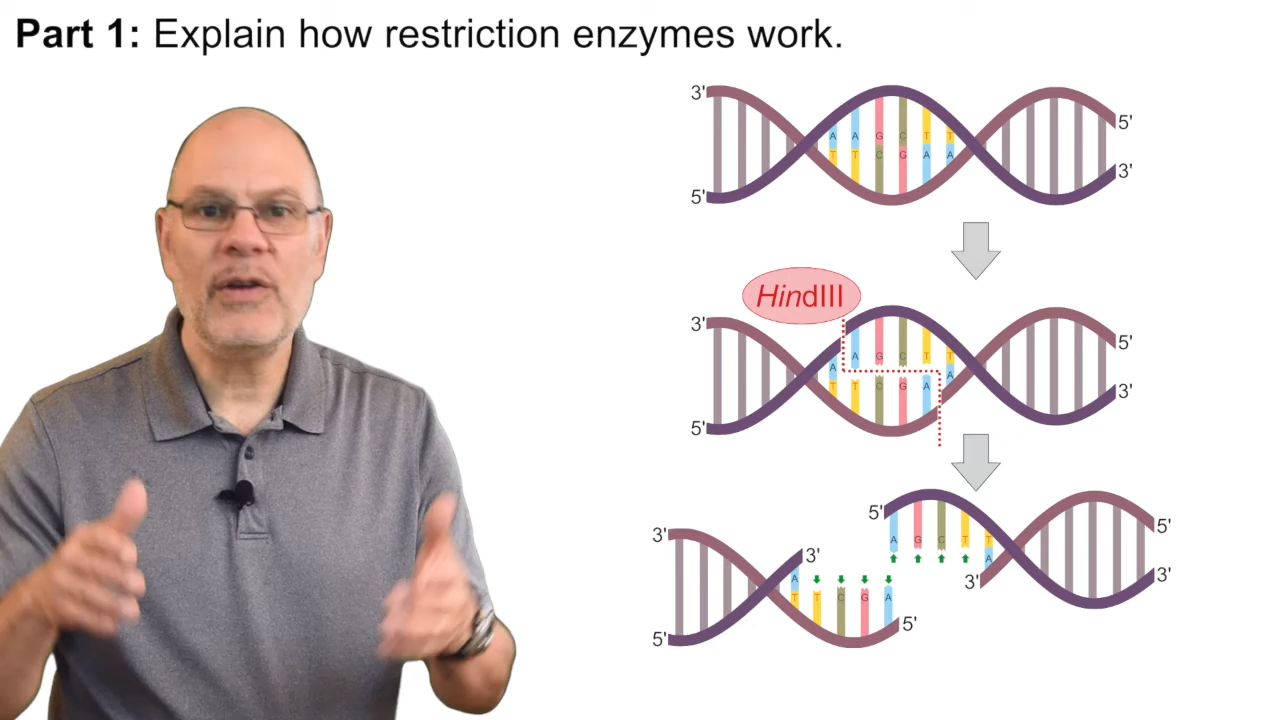 Part 1: Explain how restriction enzymes work.
3' 5'
A A G C T T
T T C G A A
5' 3'
HindIII
3' 5'
A G C T T
A A
T T C G A
5' 3'
5'
A G C T T
A
3' 3' 5'
3' 3'
A
T T C G A
5' 5'